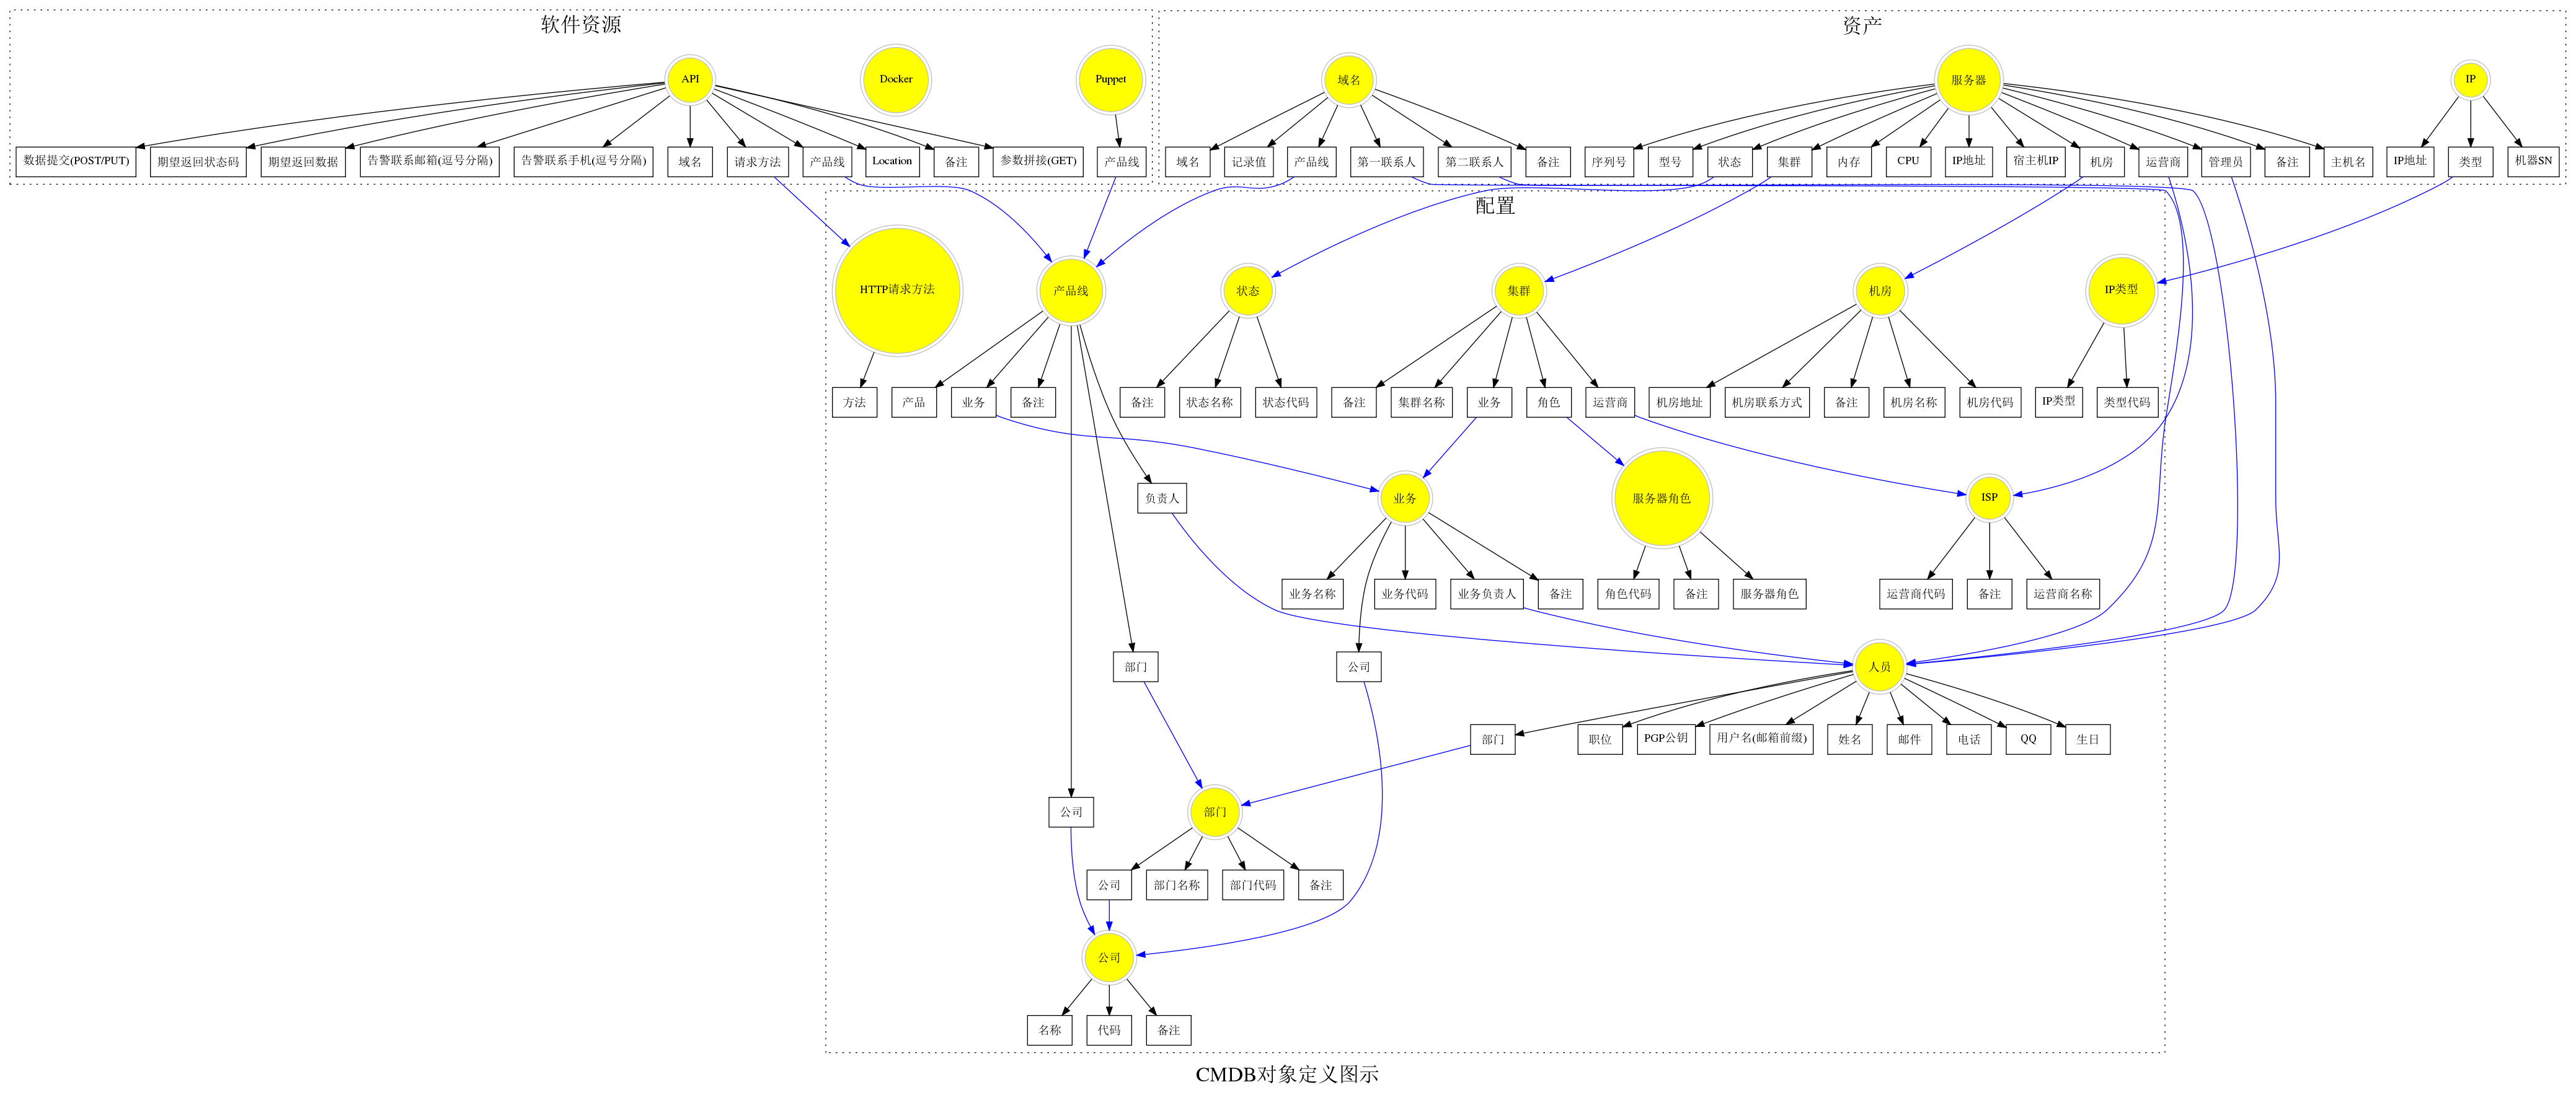 软件资源
资产
API
Docker
Puppet
域名
服务器
IP
数据提交(POST/PUT)
期望返回状态码
期望返回数据
告警联系邮箱(逗号分隔)
告警联系手机(逗号分隔)
域名
请求方法
产品线
Location
备注
参数拼接(GET)
产品线
域名
记录值
产品线
第一联系人
第二联系人
备注
序列号
型号
状态
集群
内存
CPU
IP地址
宿主机IP
机房
运营商
管理员
备注
主机名
IP地址
类型
机器SN
配置
HTTP请求方法
产品线
状态
集群
机房
IP类型
方法
产品
业务
备注
备注
状态名称
状态代码
备注
集群名称
业务
角色
运营商
机房地址
机房联系方式
备注
机房名称
机房代码
IP类型
类型代码
负责人
业务
服务器角色
ISP
业务名称
业务代码
业务负责人
备注
角色代码
备注
服务器角色
运营商代码
备注
运营商名称
部门
公司
人员
部门
职位
PGP公钥
用户名(邮箱前缀)
姓名
邮件
电话
QQ
生日
公司
部门
公司
部门名称
部门代码
备注
公司
名称
代码
备注
CMDB对象定义图示